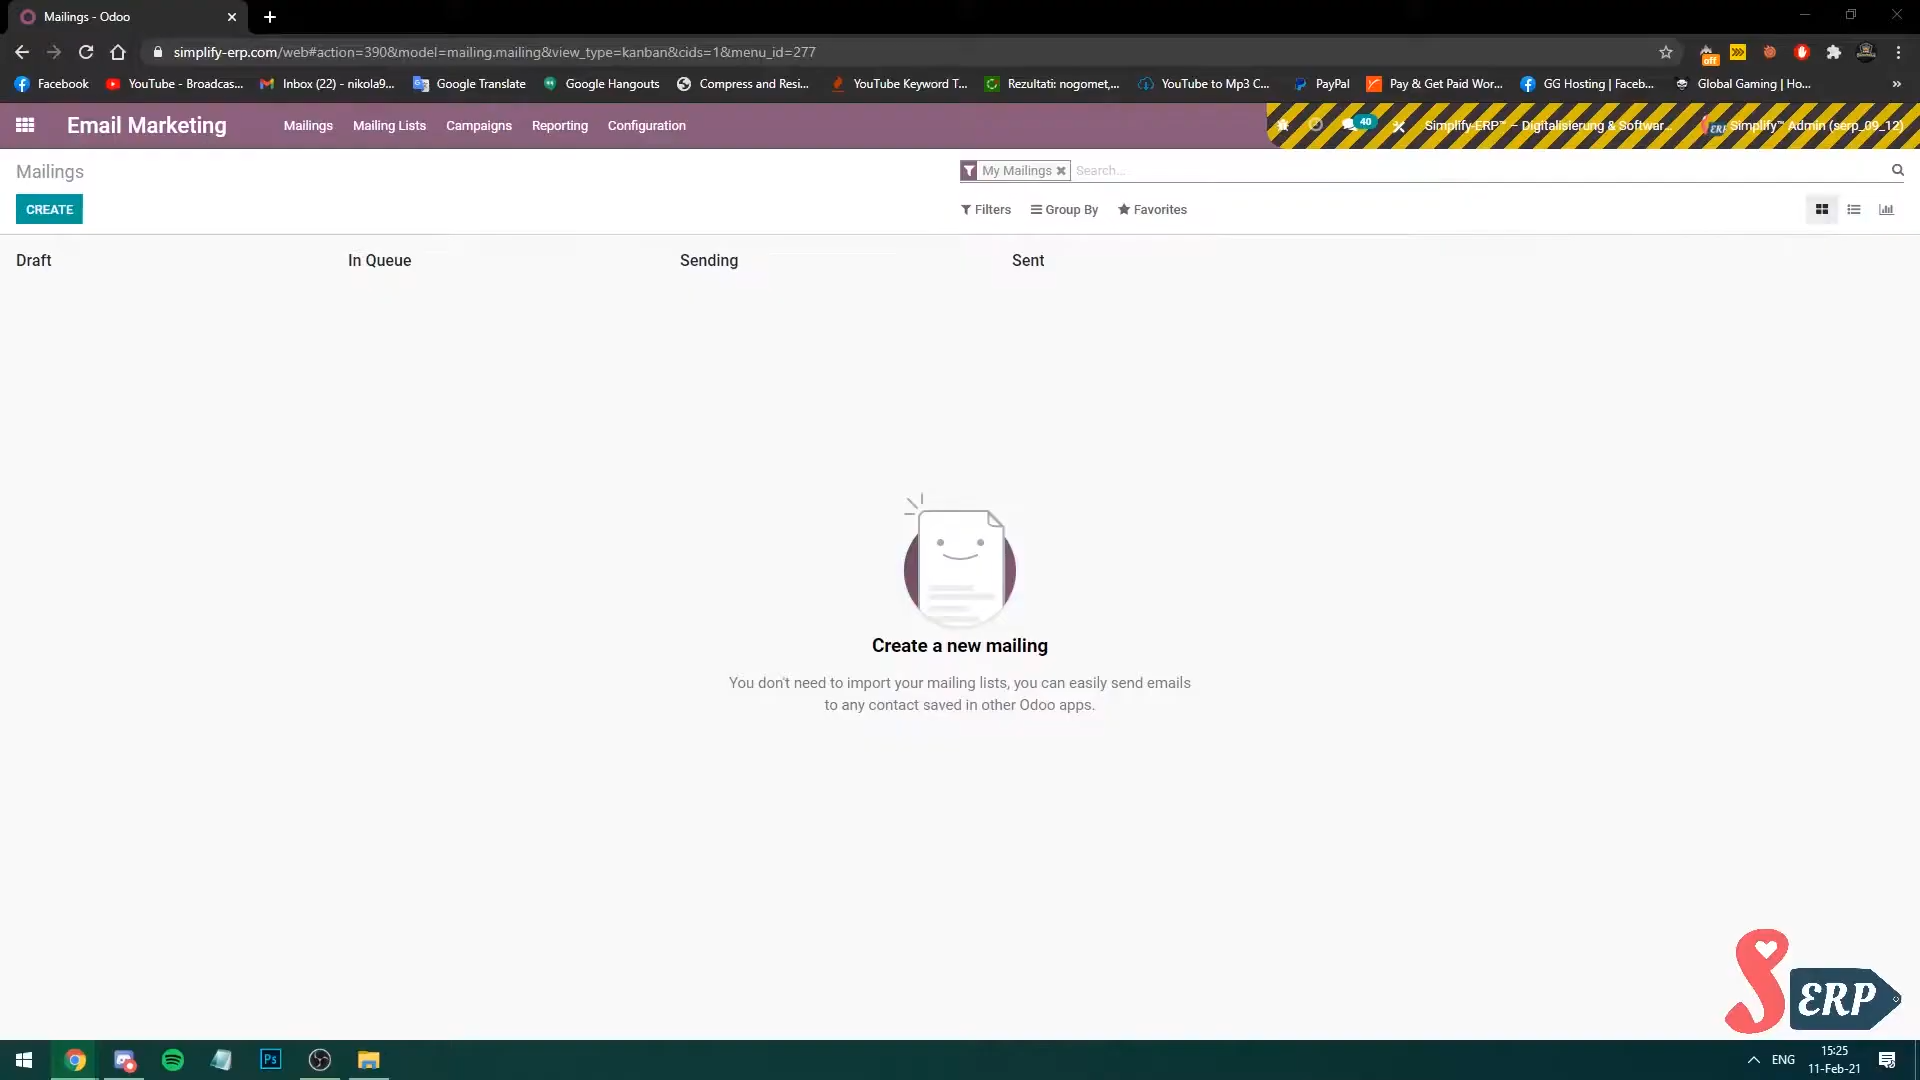 Mailings - Odoo
simplify-erp.com/web#action=390&model=mailing.mailing&view_type=kanban&cids=1&menu_id=277
off
Facebook YouTube - Broadcas... Inbox (22) - nikola9... Google Translate Google Hangouts Compress and Resi... YouTube Keyword T... Rezultati: nogomet,... YouTube to Mp3 C... PayPal Pay & Get Paid Wor... GG Hosting | Faceb... Global Gaming | Ho... »
Email Marketing Mailings Mailing Lists Campaigns Reporting Configuration 40 Simplify-ERP™ – Digitalisierung & Softwar... Simplify™ Admin (serp_09_12)
Mailings
My Mailings Search...
CREATE Filters Group By Favorites
Draft In Queue Sending Sent
Create a new mailing
You don't need to import your mailing lists, you can easily send emails
to any contact saved in other Odoo apps.
S ERP
Ps
ENG
15:25
11-Feb-21